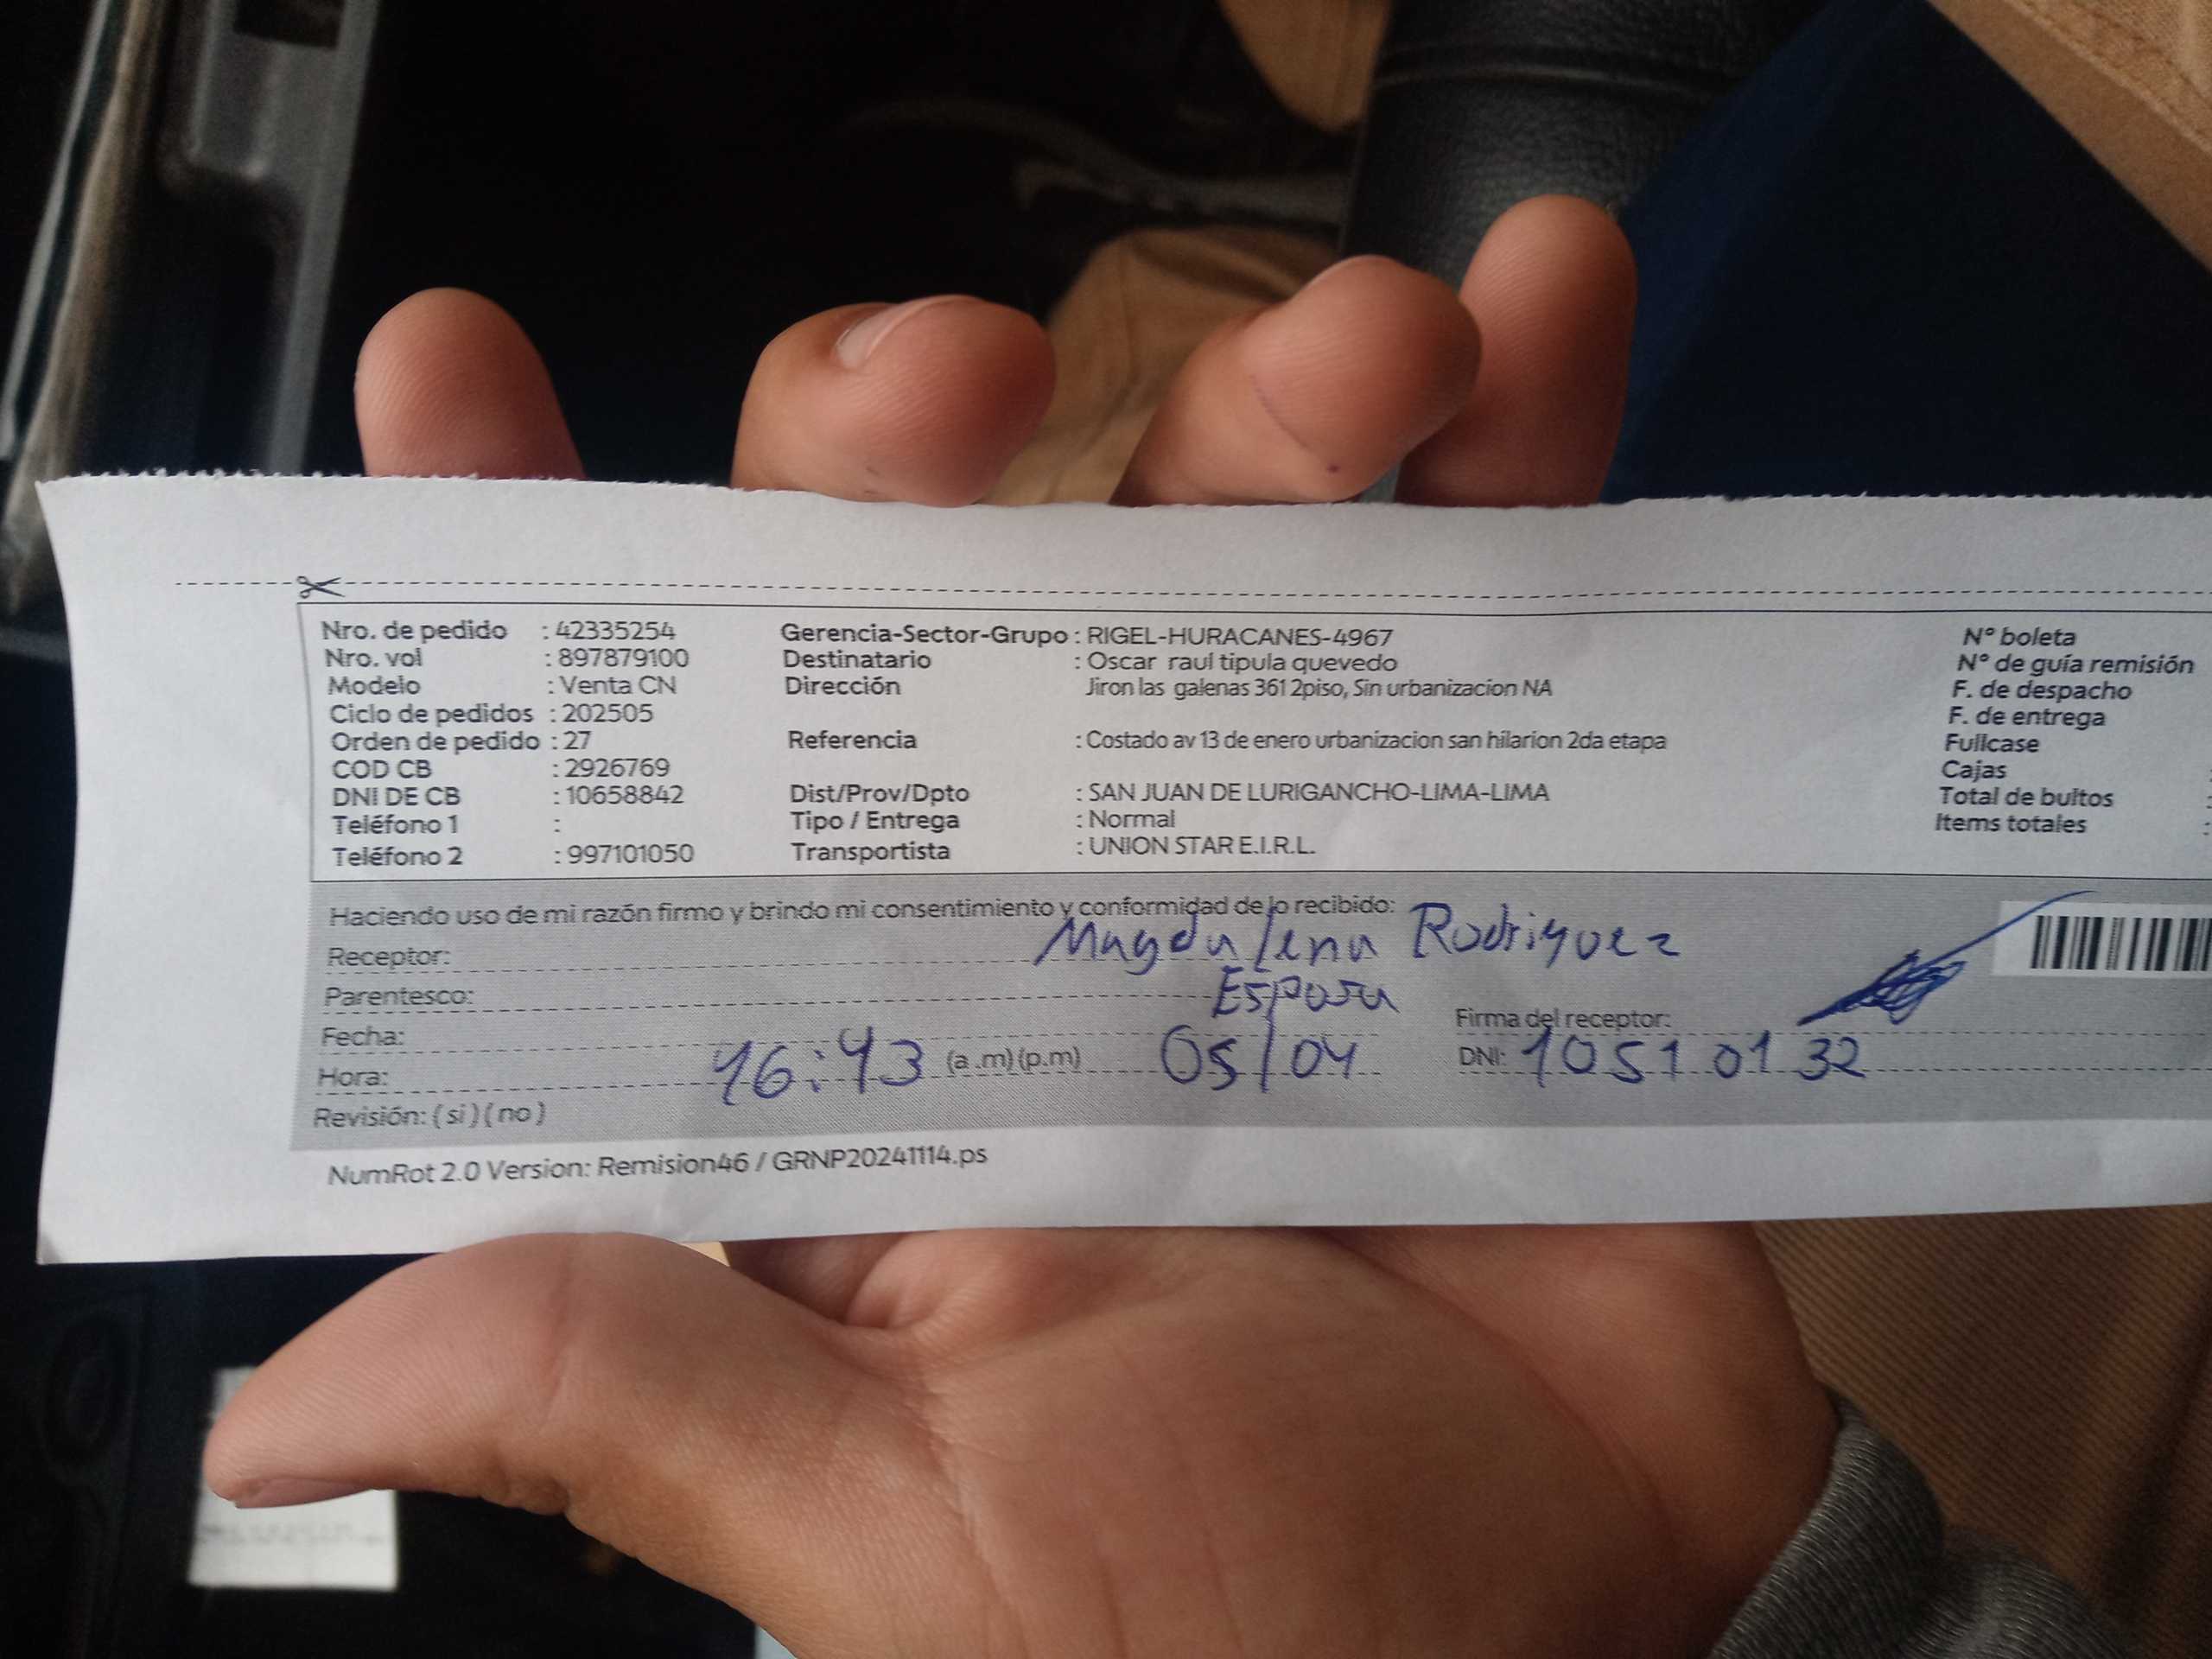 Nro. de pedido : 42335254
Nro. vol : 897879100
Modelo : Venta CN
Ciclo de pedidos : 202505
Orden de pedido : 27
COD CB : 2926769
DNI DE CB : 10658842
Teléfono 1 :
Teléfono 2 : 997101050
Gerencia-Sector-Grupo : RIGEL-HURACANES-4967
Destinatario : Oscar raul tipula quevedo
Dirección Jiron las galenas 361 2piso, Sin urbanizacion NA
Referencia : Costado av 13 de enero urbanizacion san hilarion 2da etapa
Dist/Prov/Dpto : SAN JUAN DE LURIGANCHO-LIMA-LIMA
Tipo / Entrega : Normal
Transportista : UNION STAR E.I.R.L.
N° boleta
N° de guía remisión
F. de despacho
F. de entrega
Fullcase
Cajas
Total de bultos
Items totales :
Haciendo uso de mi razón firmo y brindo mi consentimiento y conformidad de lo recibido:
Receptor: Magdalena Rodriguez
Parentesco: Esposa
Firma del receptor:
Fecha:
Hora: 16:43 (a.m)(p.m) 05/04 DNI: 10510132
Revisión: ( si ) ( no )
NumRot 2.0 Version: Remision46 / GRNP20241114.ps